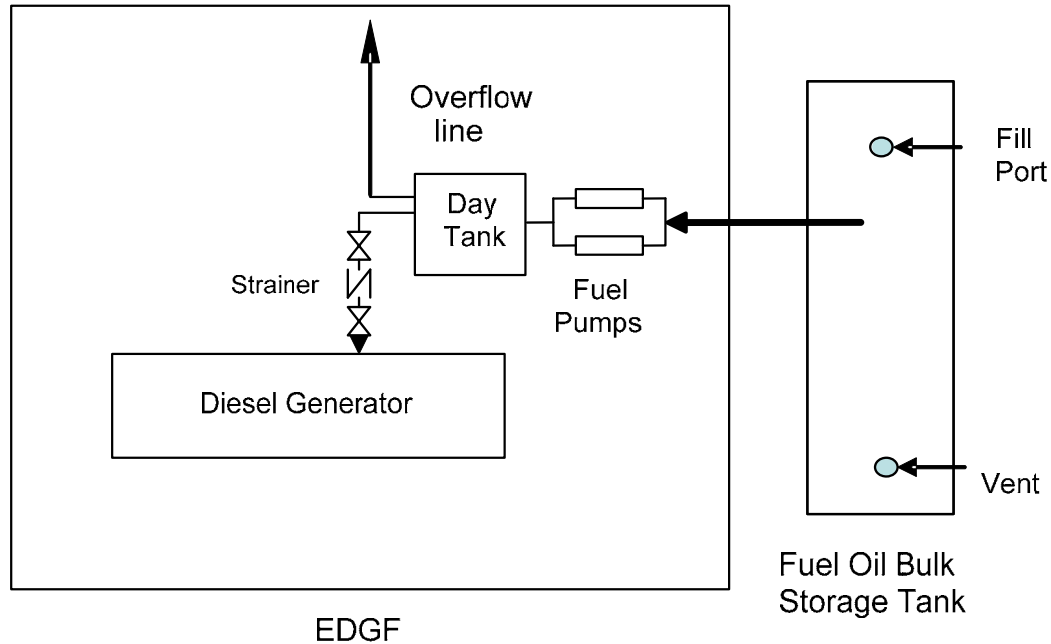 Overflow
line
Day
Tank
Strainer
Fuel
Pumps
Diesel Generator
EDGF
Fill
Port
Vent
Fuel Oil Bulk
Storage Tank